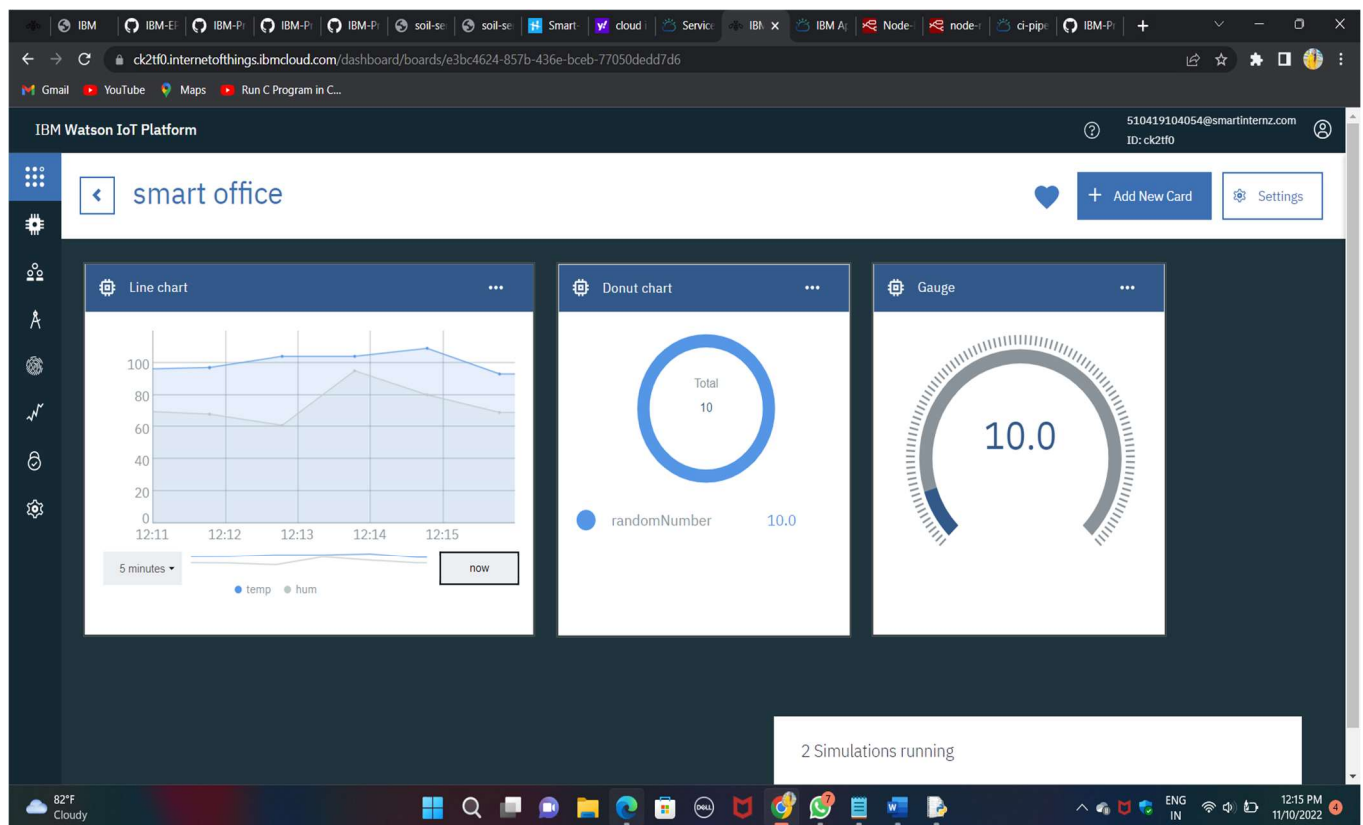 IBM
IBM-EP
IBM-Pr
IBM-Pr
IBM-Pr
soil-se
soil-se
Smart-
cloud i
Service
IBM
IBM Ap
Node-
node-r
ci-pipe
IBM-Pr
ck2tf0.internetofthings.ibmcloud.com/dashboard/boards/e3bc4624-857b-436e-bceb-77050dedd7d6
Gmail YouTube Maps Run C Program in C...
IBM Watson IoT Platform
510419104054@smartinternz.com
ID: ck2tf0
smart office
+ Add New Card
Settings
Line chart
100
80
60
40
20
0
12:11 12:12 12:13 12:14 12:15
5 minutes
now
temp hum
Donut chart
Total
10
randomNumber 10.0
Gauge
10.0
2 Simulations running
82°F
Cloudy
DELL
7
1
ENG
IN
12:15 PM
11/10/2022
4